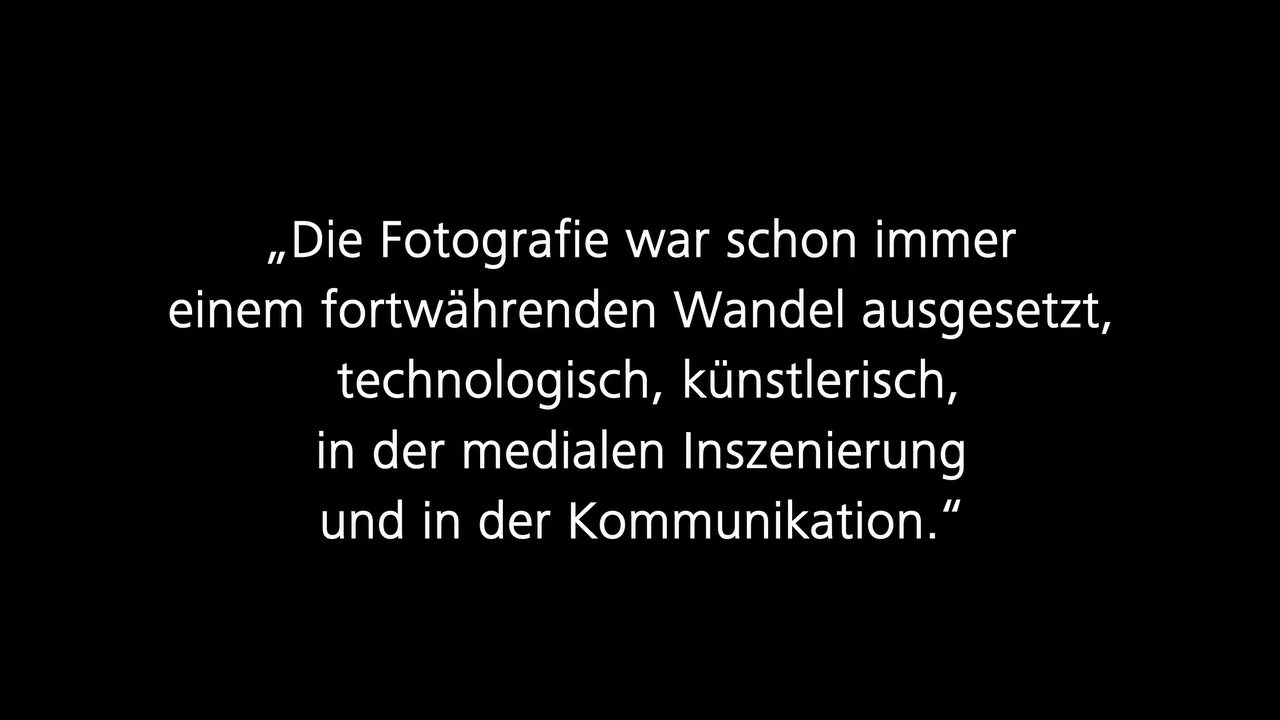 „Die Fotografie war schon immer
einem fortwährenden Wandel ausgesetzt,
technologisch, künstlerisch,
in der medialen Inszenierung
und in der Kommunikation.“